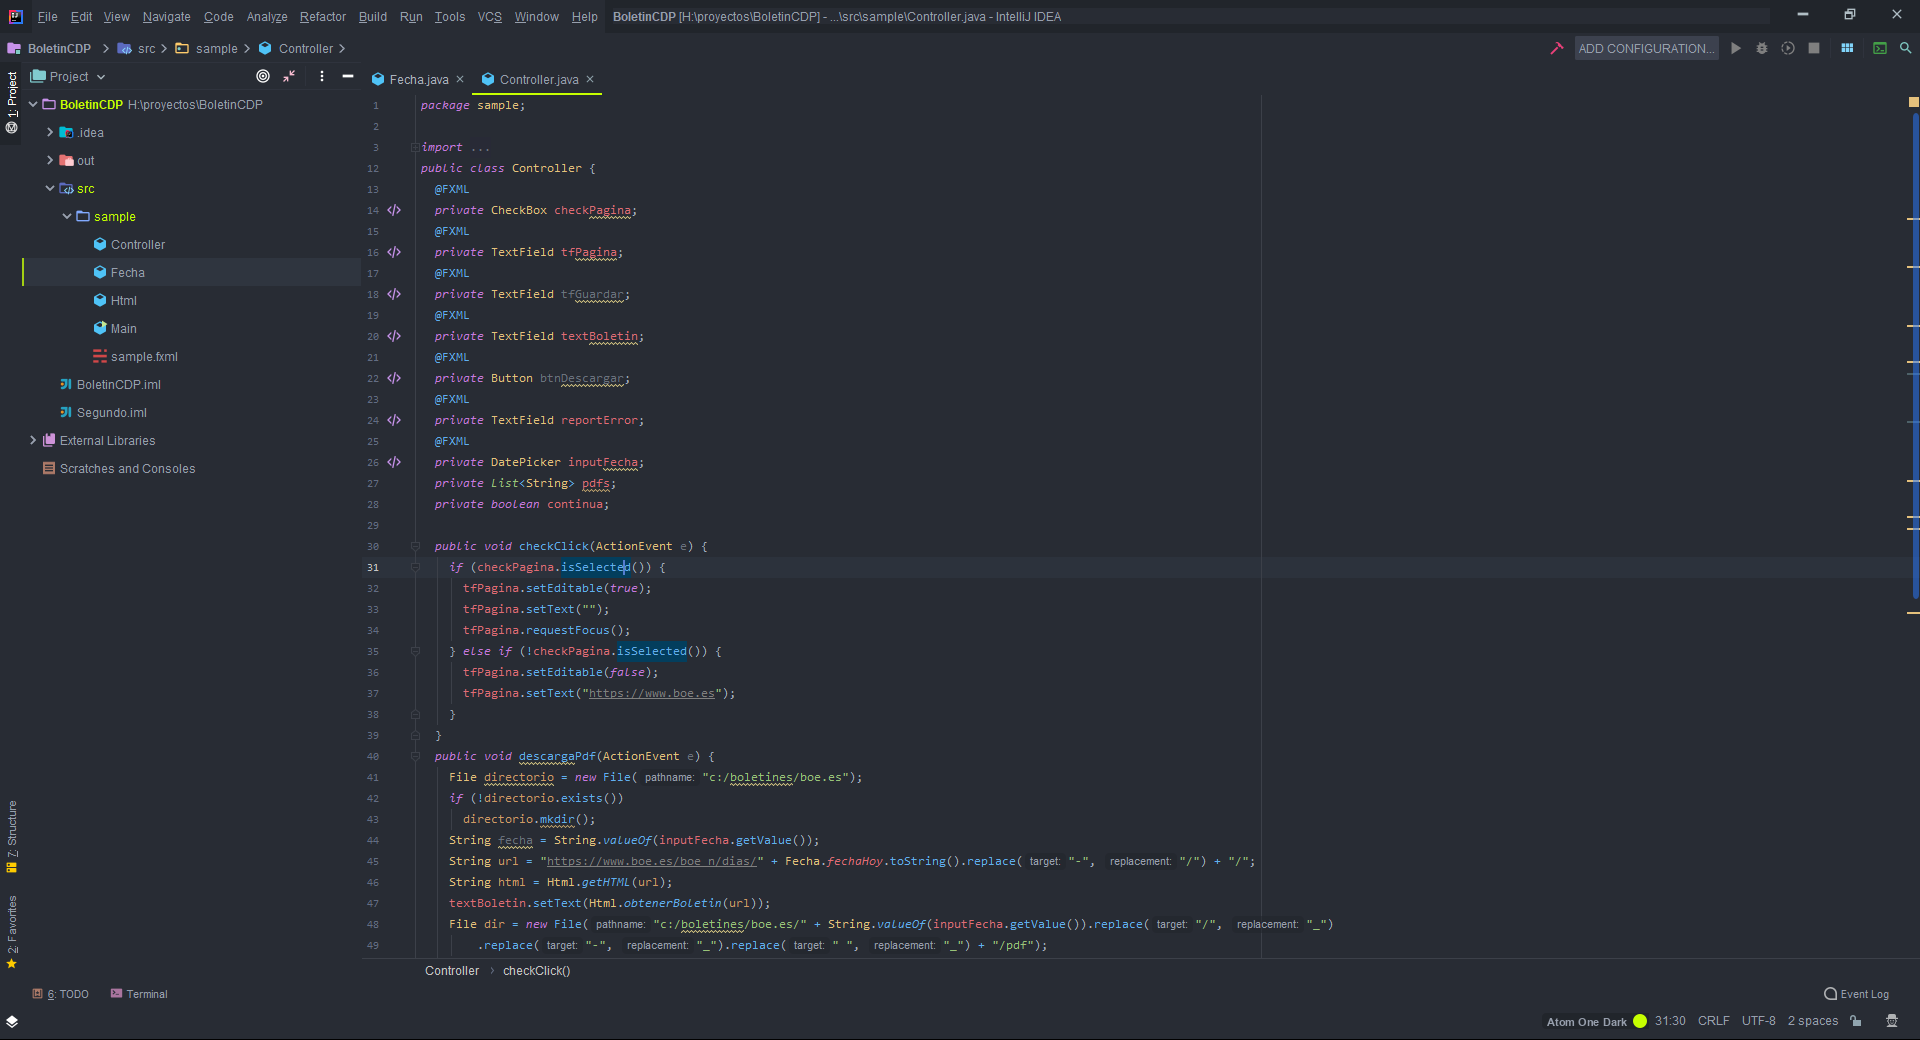 File Edit View Navigate Code Analyze Refactor Build Run Tools VCS Window Help BoletinCDP [H:\proyectos\BoletinCDP] - ...\src\sample\Controller.java - IntelliJ IDEA
BoletinCDP src sample Controller ADD CONFIGURATION...
1: Project
Project
Fecha.java Controller.java
BoletinCDP H:\proyectos\BoletinCDP
.idea
out
src
sample
Controller
Fecha
Html
Main
sample.fxml
BoletinCDP.iml
Segundo.iml
External Libraries
Scratches and Consoles
7: Structure
2: Favorites
1 package sample;
2
3 import ...
12 public class Controller {
13 @FXML
14 private CheckBox checkPagina;
15 @FXML
16 private TextField tfPagina;
17 @FXML
18 private TextField tfGuardar;
19 @FXML
20 private TextField textBoletin;
21 @FXML
22 private Button btnDescargar;
23 @FXML
24 private TextField reportError;
25 @FXML
26 private DatePicker inputFecha;
27 private List<String> pdfs;
28 private boolean continua;
29
30 public void checkClick(ActionEvent e) {
31 if (checkPagina.isSelected()) {
32 tfPagina.setEditable(true);
33 tfPagina.setText("");
34 tfPagina.requestFocus();
35 } else if (!checkPagina.isSelected()) {
36 tfPagina.setEditable(false);
37 tfPagina.setText("https://www.boe.es");
38 }
39 }
40 public void descargaPdf(ActionEvent e) {
41 File directorio = new File( pathname: "c:/boletines/boe.es");
42 if (!directorio.exists())
43 directorio.mkdir();
44 String fecha = String.valueOf(inputFecha.getValue());
45 String url = "https://www.boe.es/boe_n/dias/" + Fecha.fechaHoy.toString().replace( target: "-", replacement: "/") + "/";
46 String html = Html.getHTML(url);
47 textBoletin.setText(Html.obtenerBoletin(url));
48 File dir = new File( pathname: "c:/boletines/boe.es/" + String.valueOf(inputFecha.getValue()).replace( target: "/", replacement: "_")
49 .replace( target: "-", replacement: "_").replace( target: " ", replacement: "_") + "/pdf");
Controller checkClick()
6: TODO Terminal Event Log
Atom One Dark 31:30 CRLF UTF-8 2 spaces